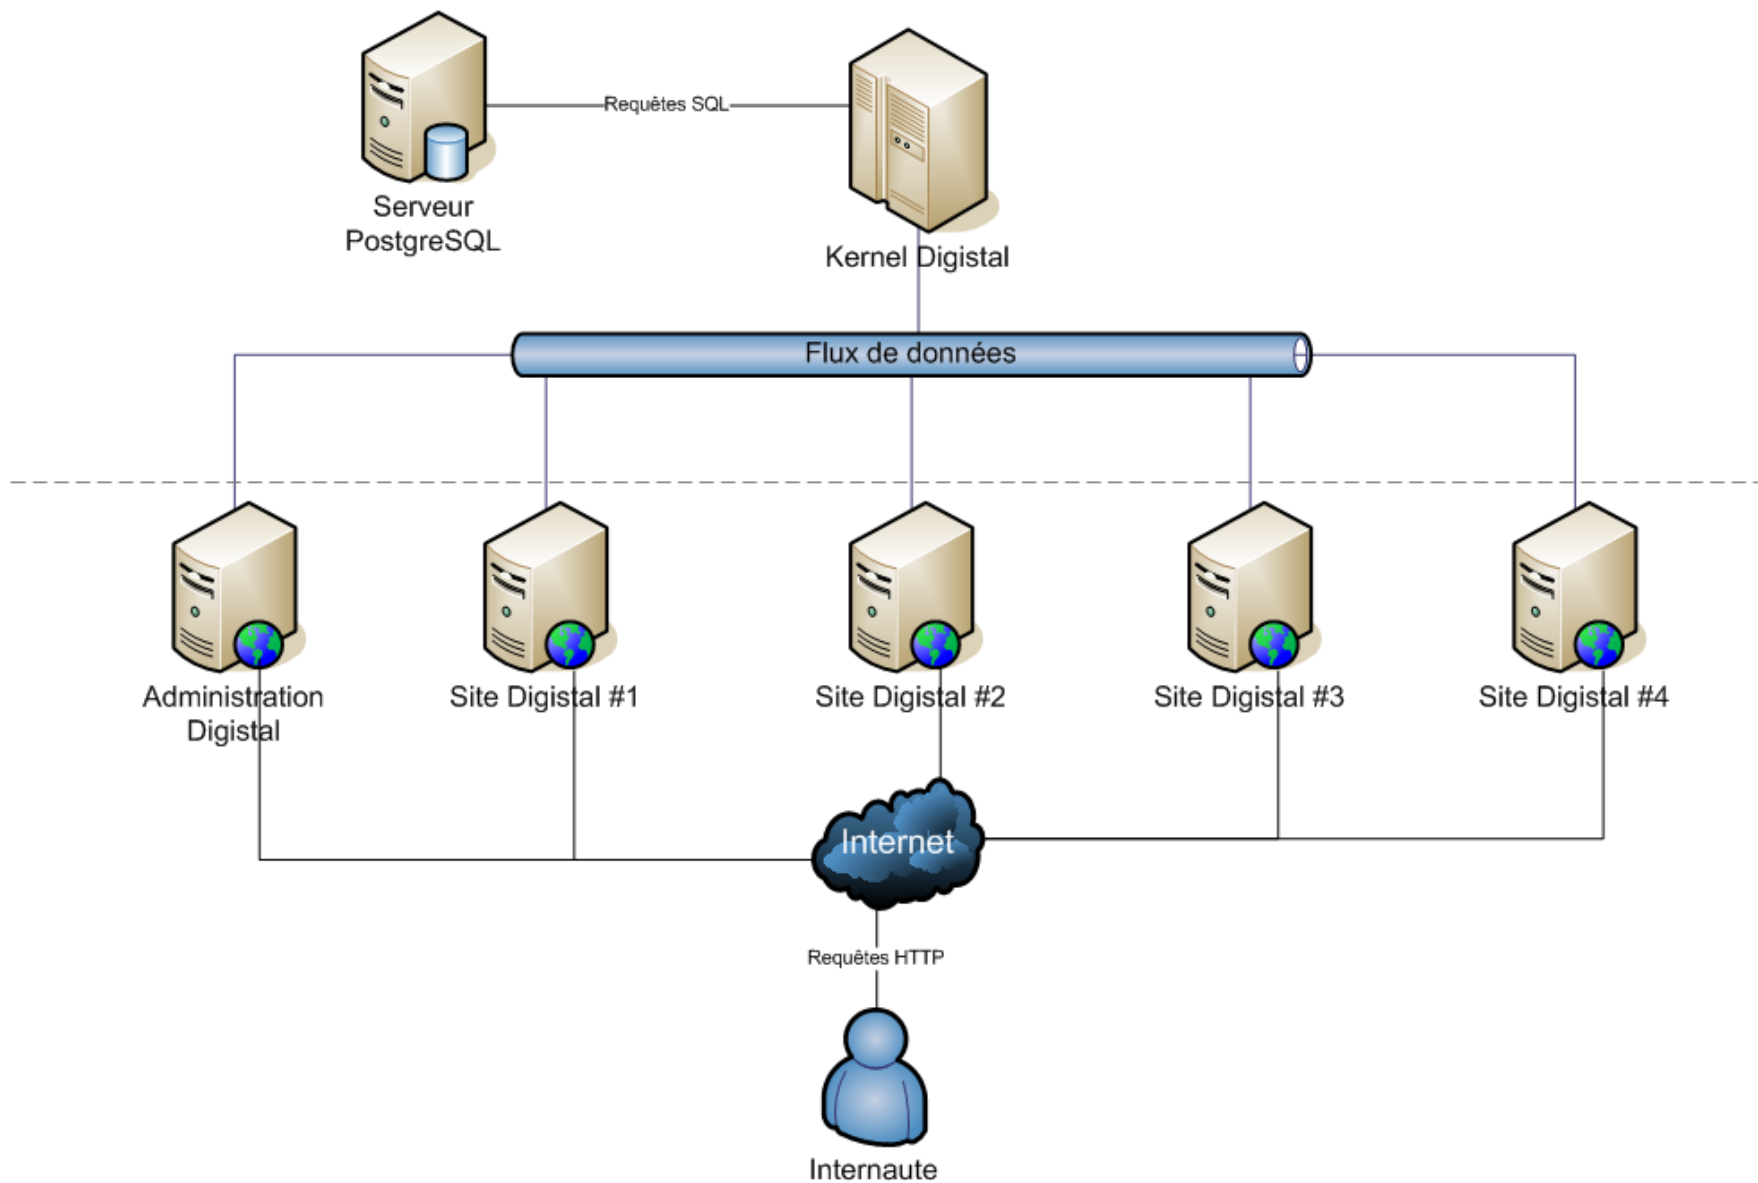 Requêtes SQL
Serveur
PostgreSQL
Kernel Digistal
Flux de données
Administration
Digistal
Site Digistal #1
Site Digistal #2
Site Digistal #3
Site Digistal #4
Internet
Requêtes HTTP
Internaute